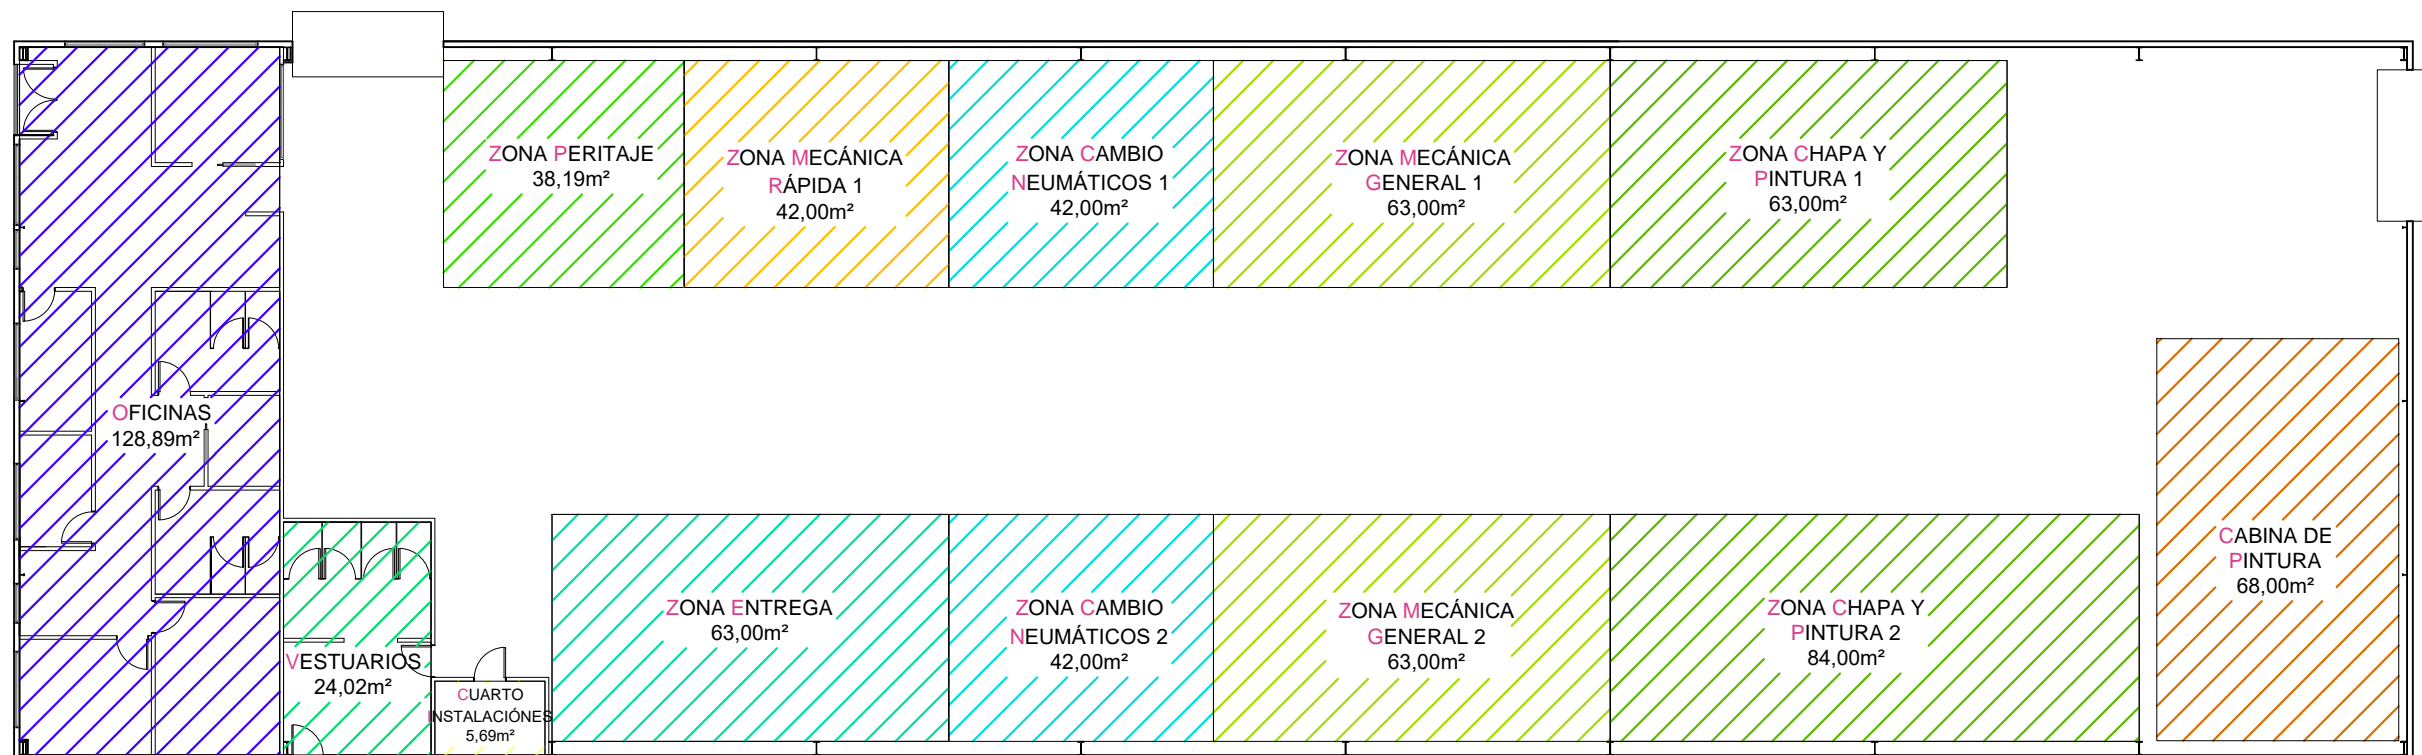 ZONA PERITAJE
38,19m²
ZONA MECÁNICA
RÁPIDA 1
42,00m²
ZONA CAMBIO
NEUMÁTICOS 1
42,00m²
ZONA MECÁNICA
GENERAL 1
63,00m²
ZONA CHAPA Y
PINTURA 1
63,00m²
OFICINAS
128,89m²
CABINA DE
PINTURA
68,00m²
ZONA ENTREGA
63,00m²
ZONA CAMBIO
NEUMÁTICOS 2
42,00m²
ZONA MECÁNICA
GENERAL 2
63,00m²
ZONA CHAPA Y
PINTURA 2
84,00m²
VESTUARIOS
24,02m²
CUARTO
INSTALACIÓNES
5,69m²